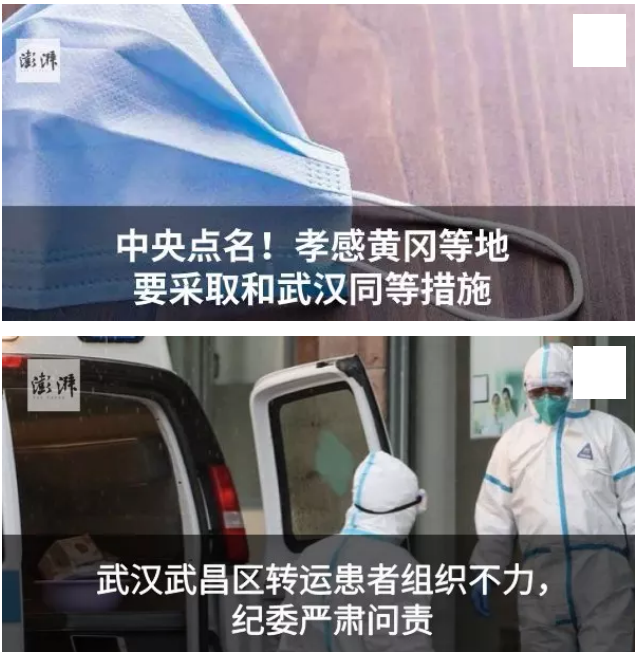 澎湃
中央点名！孝感黄冈等地
要采取和武汉同等措施
澎湃
武汉武昌区转运患者组织不力，
纪委严肃问责